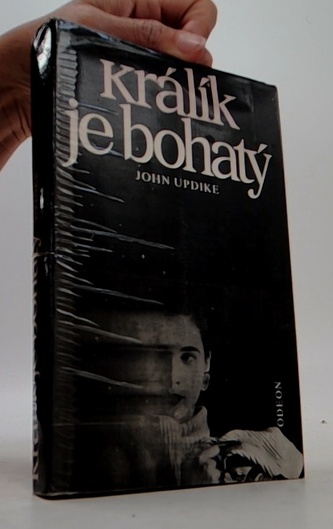 králík
je bohatý
JOHN UPDIKE
ODEON